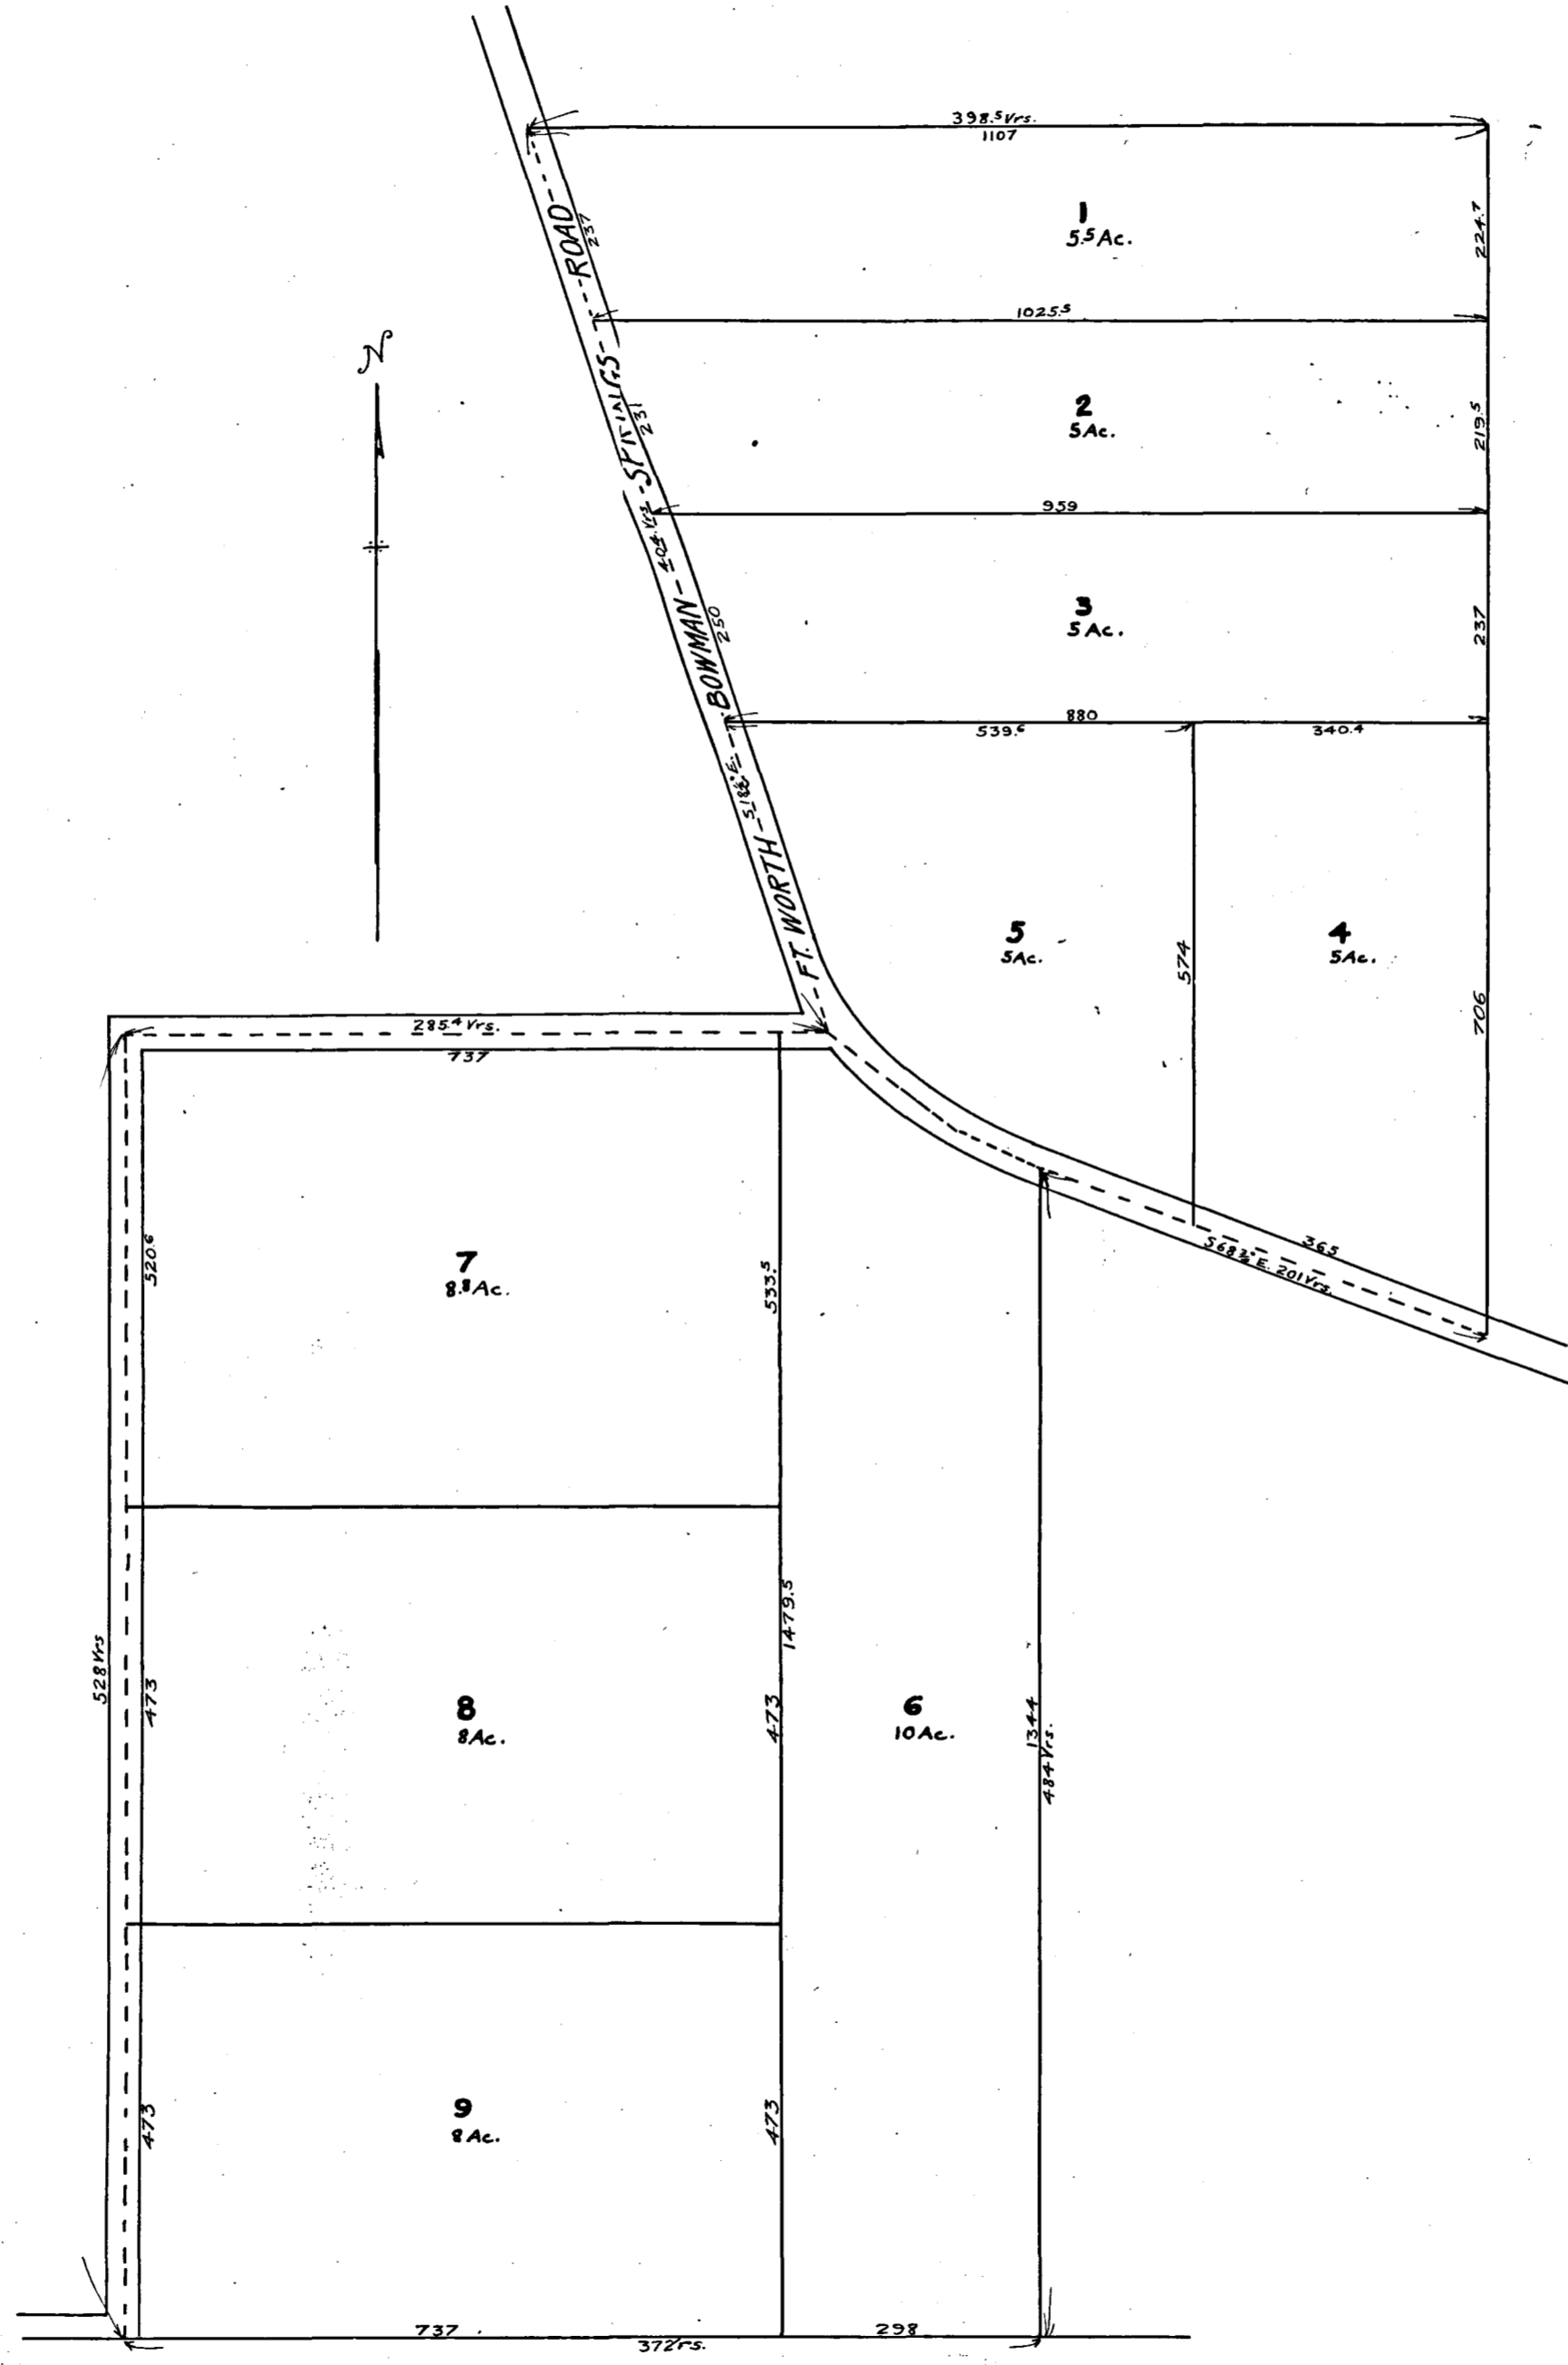 398.5 Vrs.
1107
1
5.5 Ac.
224.7
237
1025.5
2
5 Ac.
219.5
231
959
3
5 Ac.
237
250
880
539.6
340.4
5
5 Ac.
574
4
5 Ac.
706
365
S 68½° E. 201 Vrs.
FT. WORTH - S 18½° E. - BOWMAN - 404 Vrs - SPRINGS - ROAD
N
285.4 Vrs.
737
520.6
7
8.8 Ac.
533.5
528 Vrs
473
8
8 Ac.
473
1479.5
6
10 Ac.
1344
484 Vrs.
473
9
8 Ac.
473
737
298
372 rs.